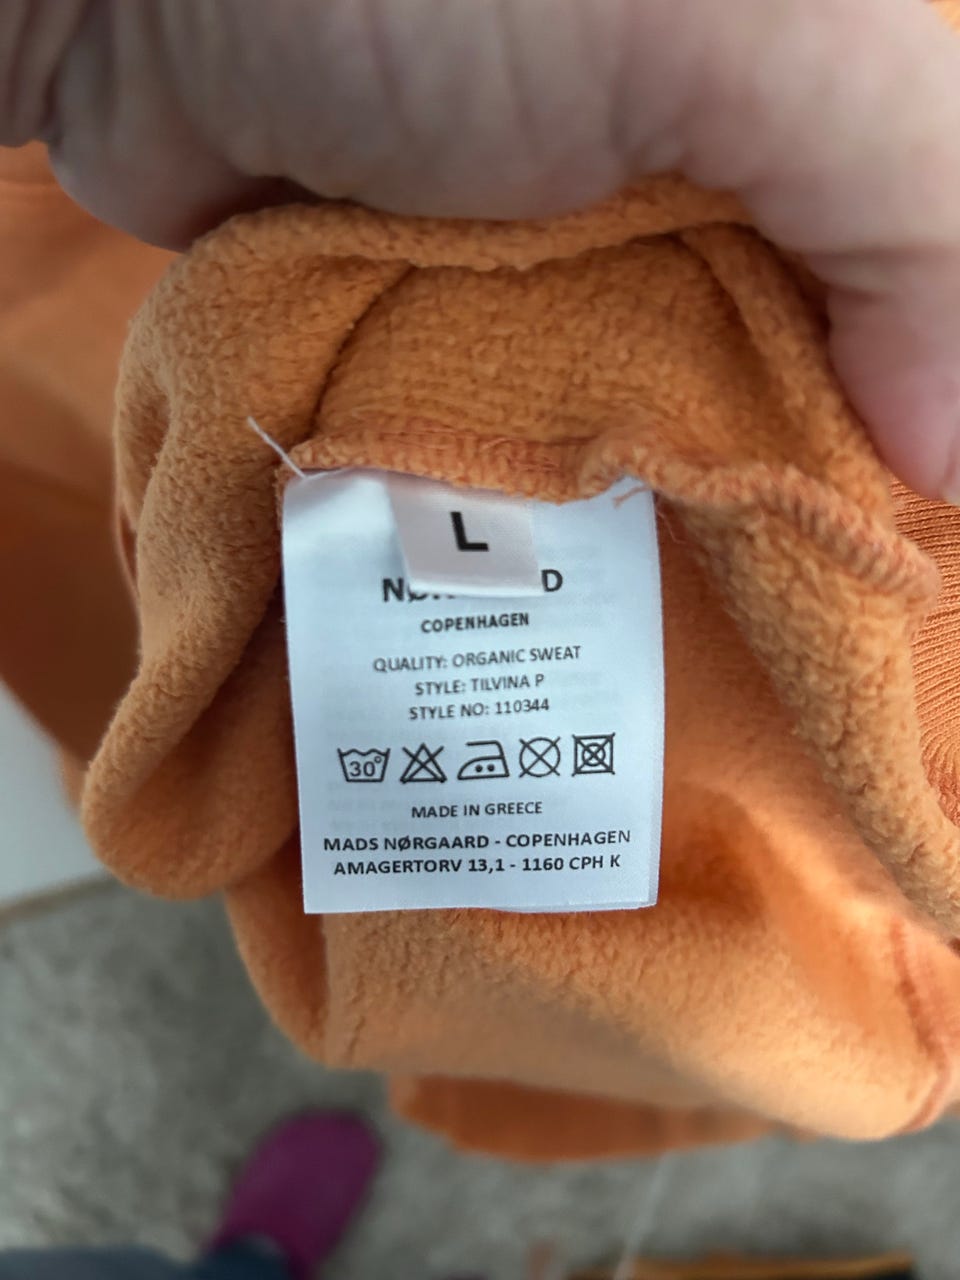 L
COPENHAGEN
QUALITY: ORGANIC SWEAT
STYLE: TILVINA P
STYLE NO: 110344
30°
MADE IN GREECE
MADS NØRGAARD - COPENHAGEN
AMAGERTORV 13,1 - 1160 CPH K